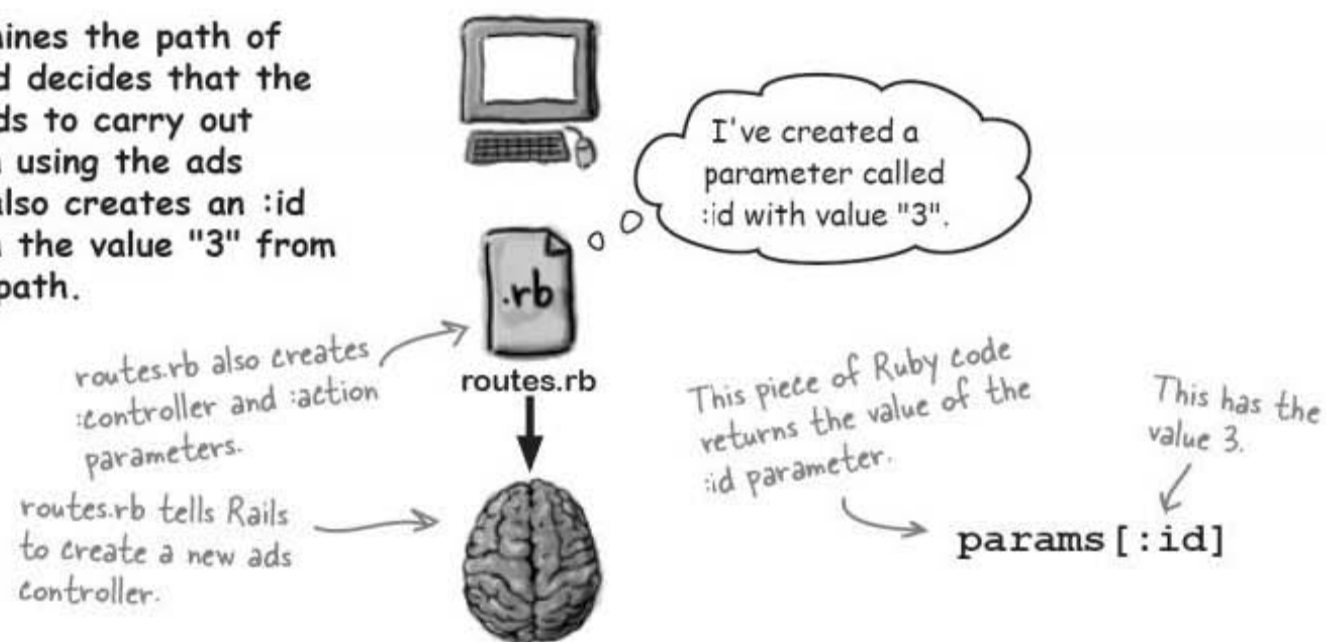 the path of
decides that the
to carry out
using the ads
also creates an :id
the value "3" from
path.
I've created a
parameter called
:id with value "3".
.rb
routes.rb
routes.rb also creates
:controller and :action
parameters.
routes.rb tells Rails
to create a new ads
controller.
This piece of Ruby code
returns the value of the
:id parameter.
This has the
value 3.
params[:id]